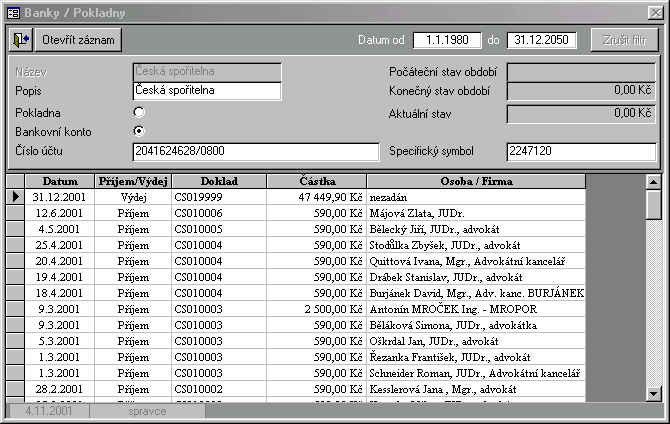 Banky / Pokladny
Otevřít záznam Datum od 1.1.1980 do 31.12.2050 Zrušit filtr
Název Česká spořitelna Počáteční stav období
Popis Česká spořitelna Konečný stav období 0,00 Kč
Pokladna Aktuální stav 0,00 Kč
Bankovní konto
Číslo účtu 2041624628/0800 Specifický symbol 2247120
Datum Příjem/Výdej Doklad Částka Osoba / Firma
31.12.2001 Výdej CS019999 47 449,90 Kč nezadán
12.6.2001 Příjem CS010006 590,00 Kč Májová Zlata, JUDr.
4.5.2001 Příjem CS010005 590,00 Kč Bělecký Jiří, JUDr., advokát
25.4.2001 Příjem CS010004 590,00 Kč Stodůlka Zbyšek, JUDr., advokát
20.4.2001 Příjem CS010004 590,00 Kč Quittová Ivana, Mgr., Advokátní kancelář
19.4.2001 Příjem CS010004 590,00 Kč Drábek Stanislav, JUDr., advokát
18.4.2001 Příjem CS010004 590,00 Kč Burjánek David, Mgr., Adv. kanc. BURJÁNEK
9.3.2001 Příjem CS010003 2 500,00 Kč Antonín MROČEK Ing. - MROPOR
9.3.2001 Příjem CS010003 590,00 Kč Běláková Simona, JUDr., advokátka
5.3.2001 Příjem CS010003 590,00 Kč Oškrdal Jan, JUDr., advokát
1.3.2001 Příjem CS010003 590,00 Kč Řezanka František, JUDr., advokát
1.3.2001 Příjem CS010003 590,00 Kč Schneider Roman, JUDr., Advokátní kancelář
28.2.2001 Příjem CS010002 590,00 Kč Kesslerová Jana , Mgr., advokát
4.11.2001 spravce